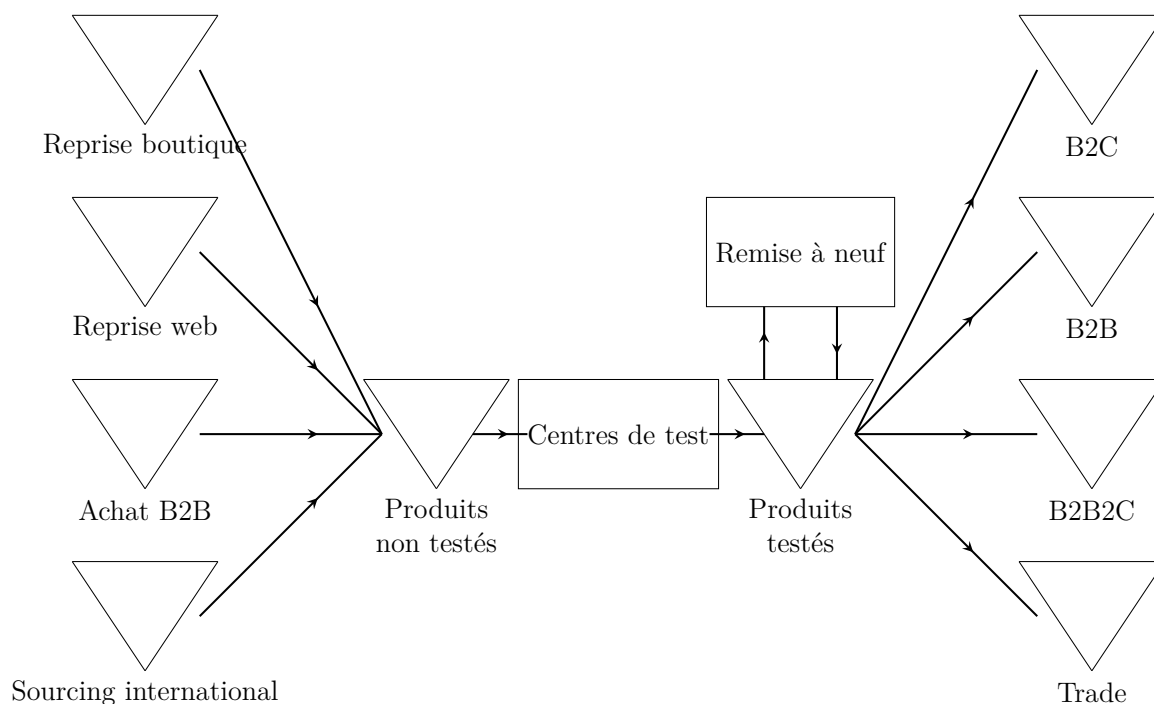 Reprise boutique
B2C
Remise à neuf
Reprise web
B2B
Centres de test
Achat B2B
Produits
non testés
Produits
testés
B2B2C
Sourcing international
Trade